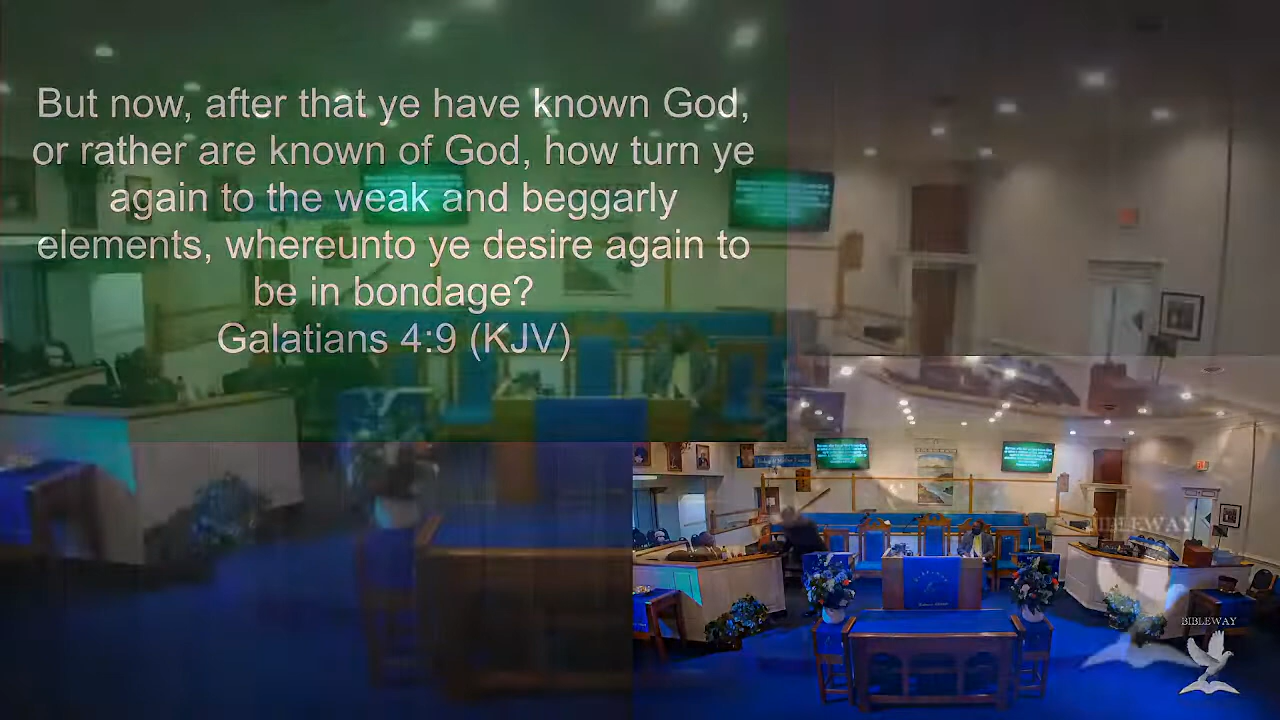 But now, after that ye have known God,
or rather are known of God, how turn ye
again to the weak and beggarly
elements, whereunto ye desire again to
be in bondage?
Galatians 4:9 (KJV)
BIBLEWAY
BIBLEWAY